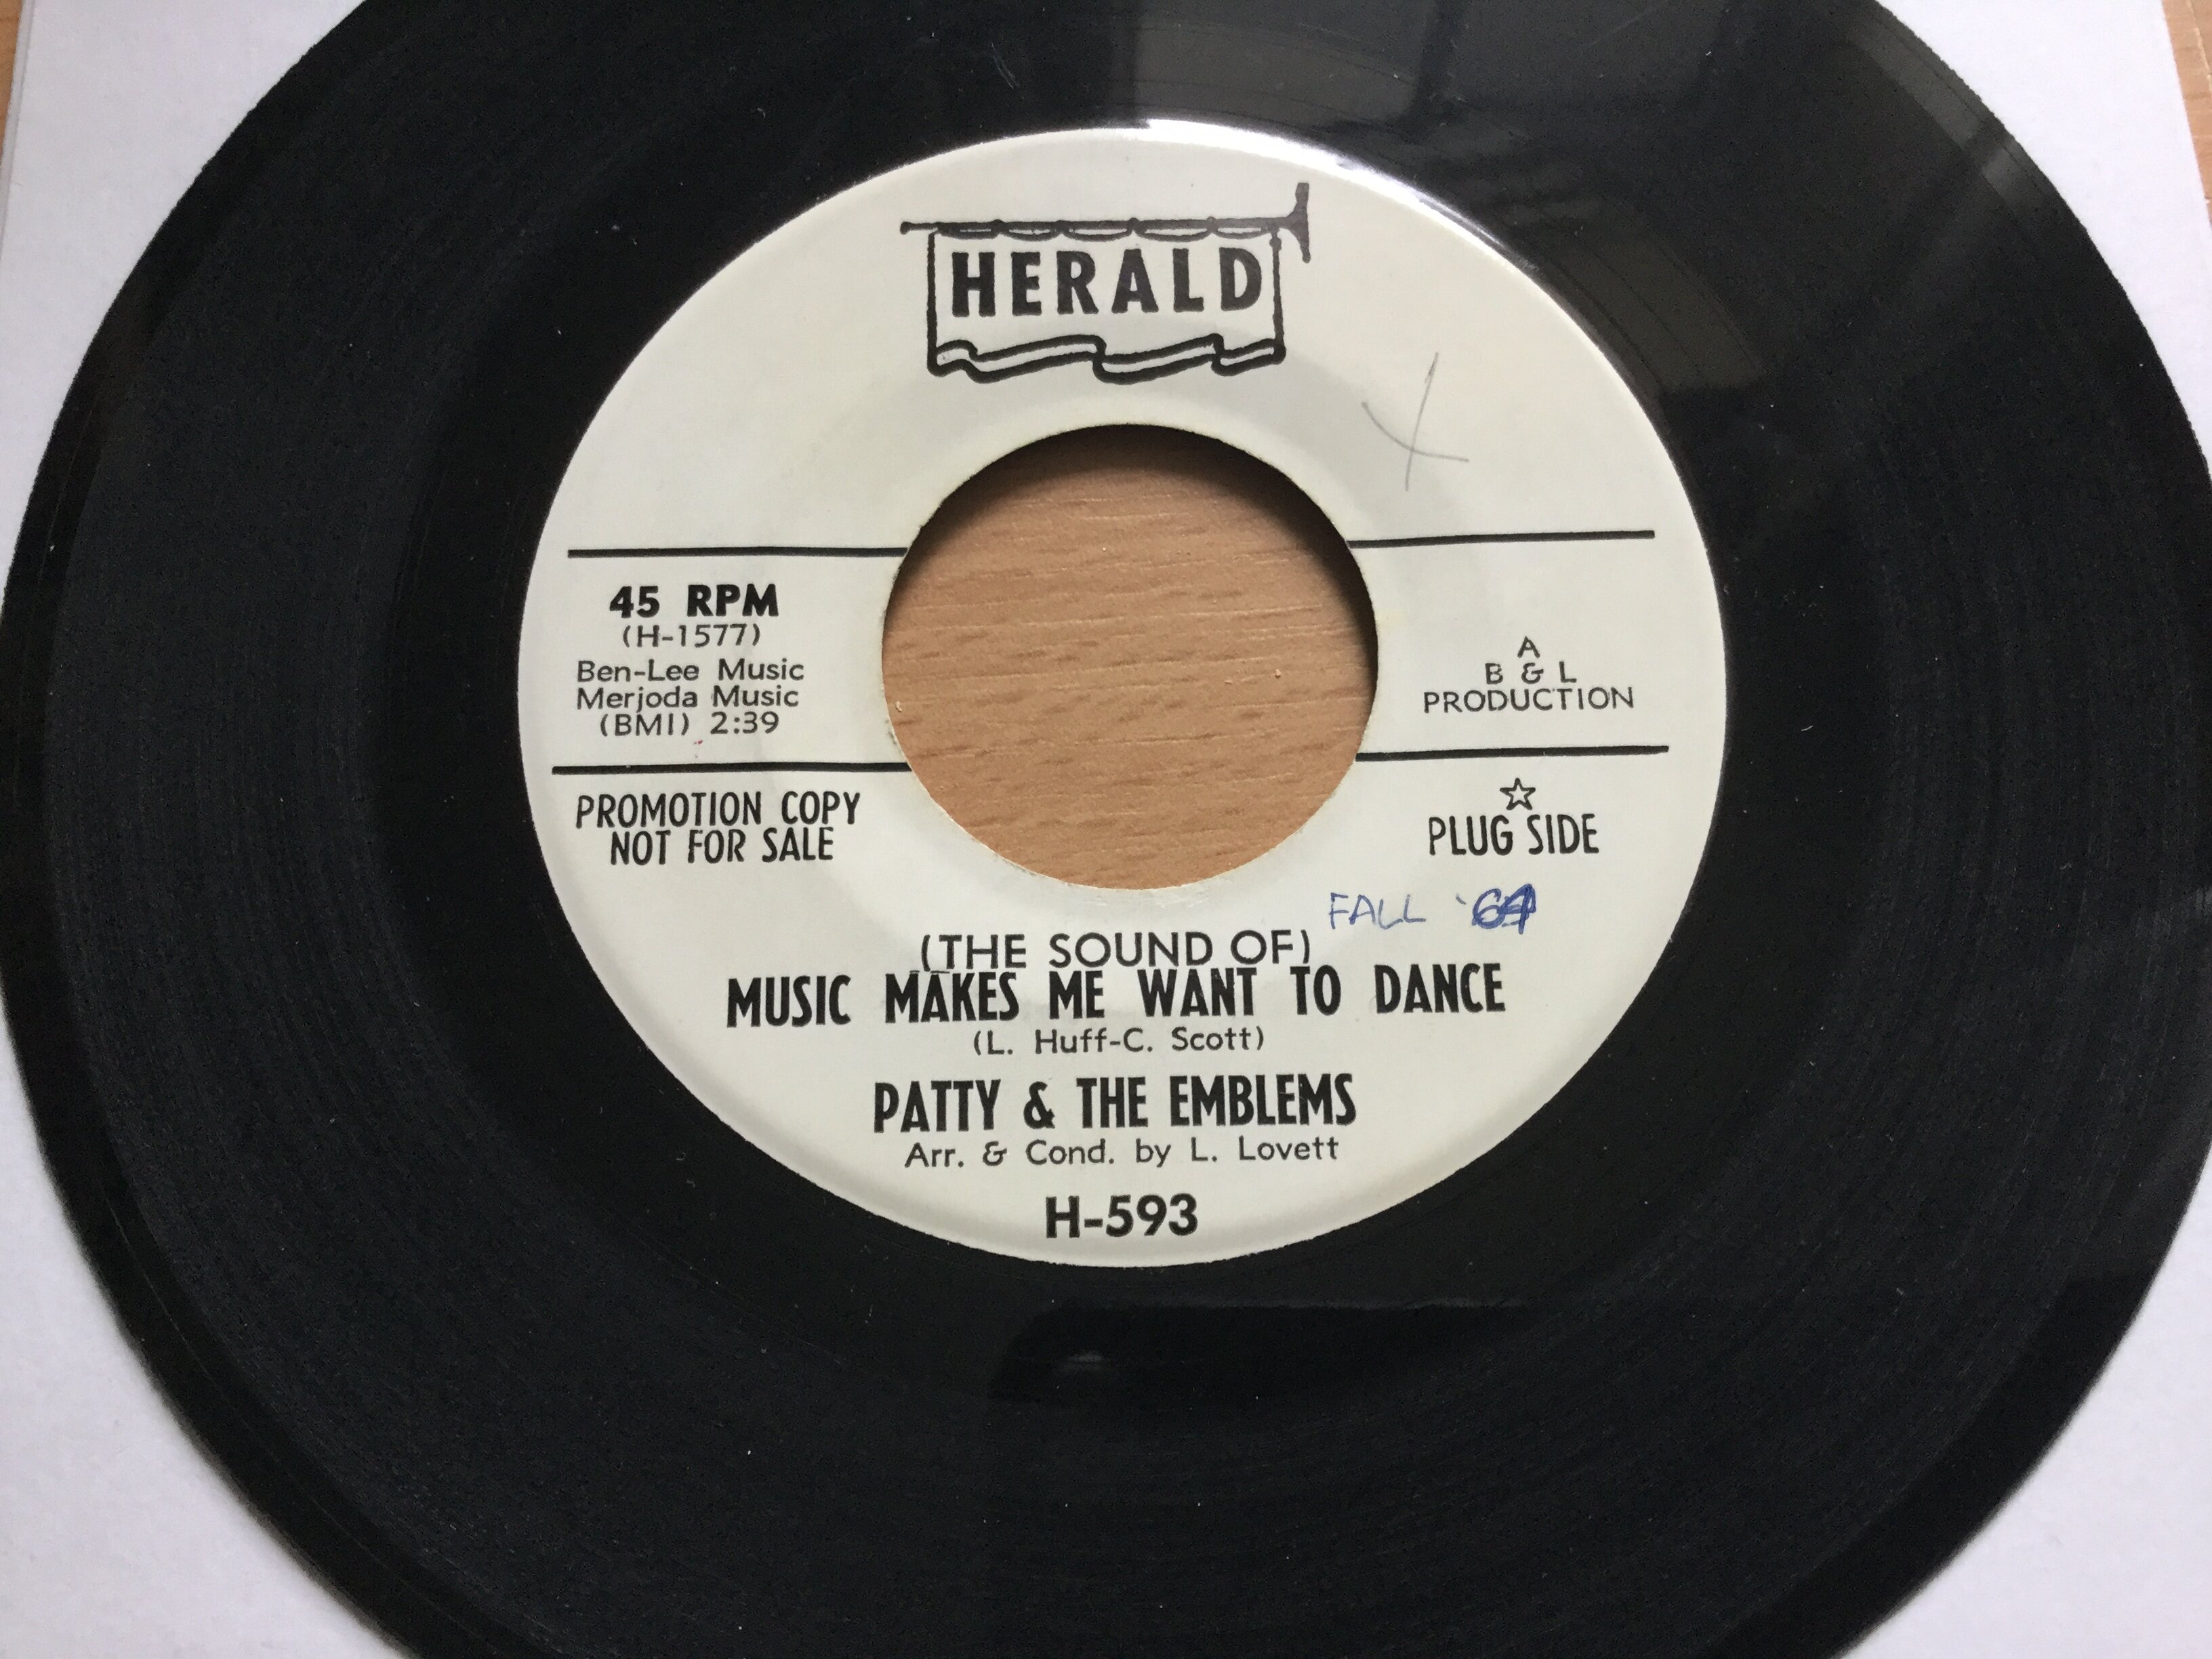 HERALD
45 RPM
(H-1577)
Ben-Lee Music
Merjoda Music
(BMI) 2:39
A
B & L
PRODUCTION
PROMOTION COPY
NOT FOR SALE
☆
PLUG SIDE
FALL '64
(THE SOUND OF)
MUSIC MAKES ME WANT TO DANCE
(L. Huff-C. Scott)
PATTY & THE EMBLEMS
Arr. & Cond. by L. Lovett
H-593